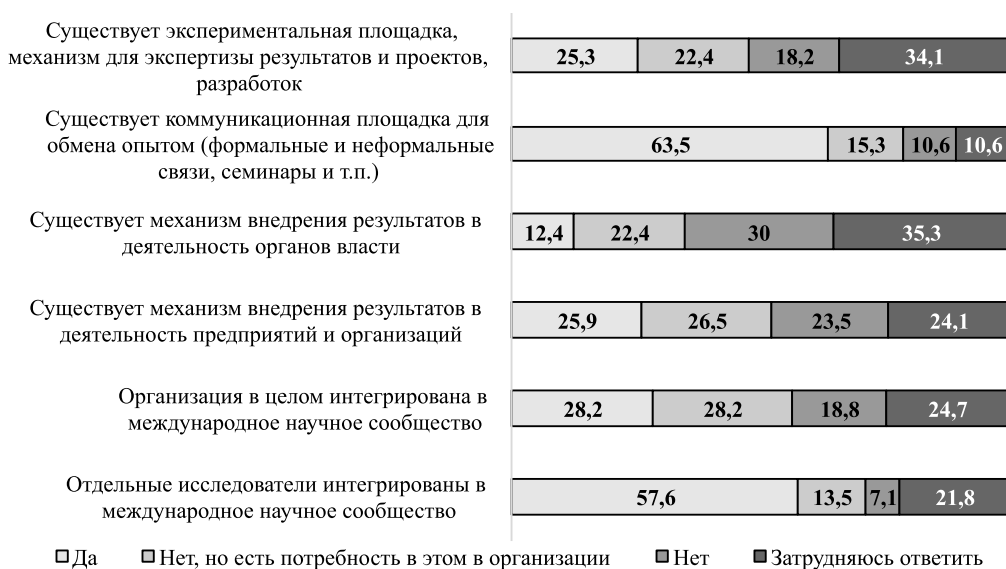 Существует экспериментальная площадка,
механизм для экспертизы результатов и проектов,
разработок
25,3 22,4 18,2 34,1
Существует коммуникационная площадка для
обмена опытом (формальные и неформальные
связи, семинары и т.п.)
63,5 15,3 10,6 10,6
Существует механизм внедрения результатов в
деятельность органов власти
12,4 22,4 30 35,3
Существует механизм внедрения результатов в
деятельность предприятий и организаций
25,9 26,5 23,5 24,1
Организация в целом интегрирована в
международное научное сообщество
28,2 28,2 18,8 24,7
Отдельные исследователи интегрированы в
международное научное сообщество
57,6 13,5 7,1 21,8
Да Нет, но есть потребность в этом в организации Нет Затрудняюсь ответить